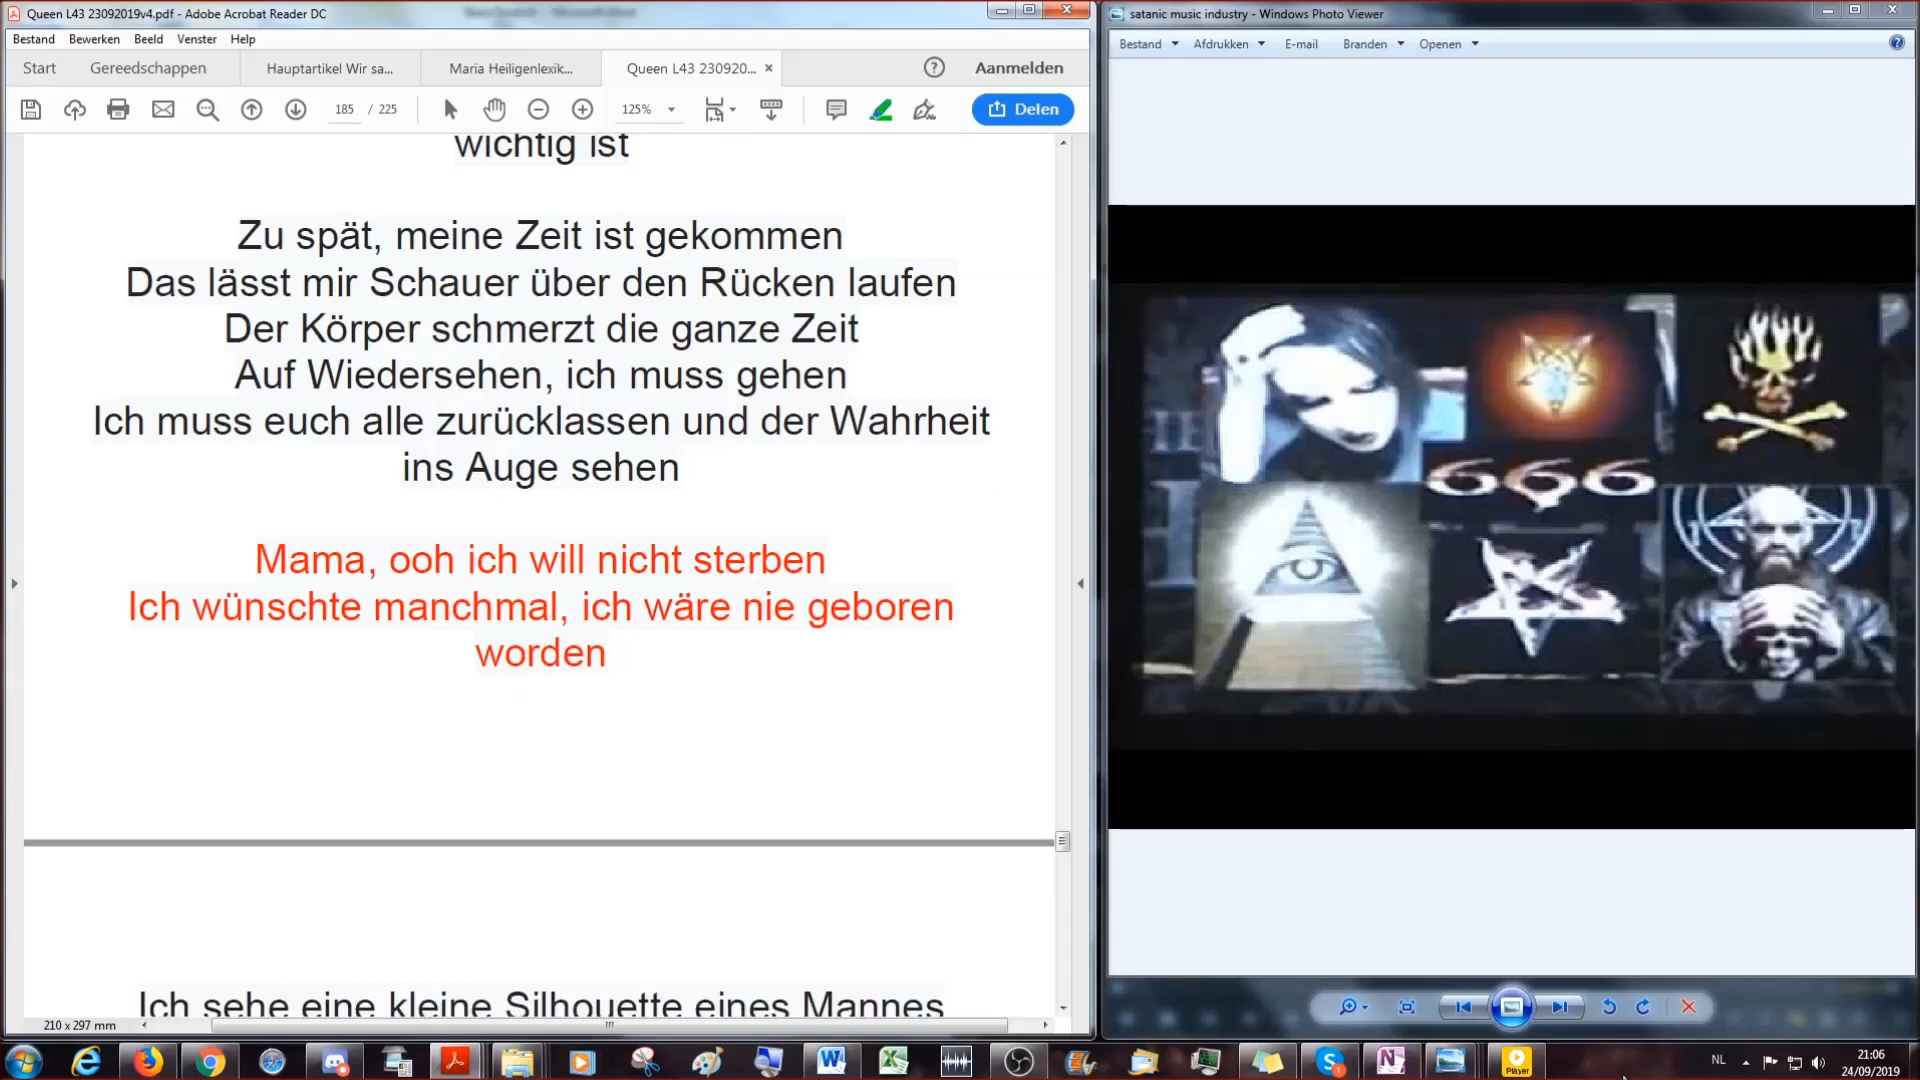 Queen L43 23092019v4.pdf - Adobe Acrobat Reader DC
Bestand Bewerken Beeld Venster Help
Start Gereedschappen Hauptartikel Wir sa... Maria Heiligenlexik... Queen L43 230920... × Aanmelden
185 / 225 125% Delen
wichtig ist
Zu spät, meine Zeit ist gekommen
Das lässt mir Schauer über den Rücken laufen
Der Körper schmerzt die ganze Zeit
Auf Wiedersehen, ich muss gehen
Ich muss euch alle zurücklassen und der Wahrheit
ins Auge sehen
Mama, ooh ich will nicht sterben
Ich wünschte manchmal, ich wäre nie geboren
worden
Ich sehe eine kleine Silhouette eines Mannes
210 x 297 mm
satanic music industry - Windows Photo Viewer
Bestand Afdrukken E-mail Branden Openen
666
Player
NL
21:06
24/09/2019